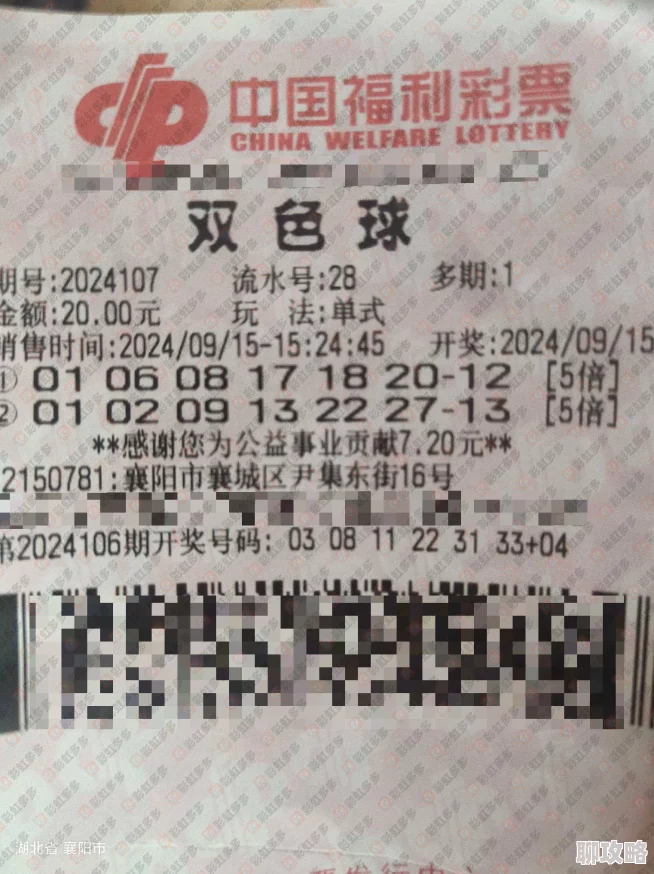 中国福利彩票
CHINA WELFARE LOTTERY
双色球
期号:2024107 流水号:28 多期:1
金额:20.00元 玩 法:单式
销售时间:2024/09/15-15:24:45 开奖:2024/09/15
① 01 06 08 17 18 20-12 [5倍]
② 01 02 09 13 22 27-13 [5倍]
**感谢您为公益事业贡献7.20元**
2150781:襄阳市襄城区尹集东街16号
第2024106期开奖号码: 03 08 11 22 31 33+04
湖北省 襄阳市
聊攻略
彩虹多多